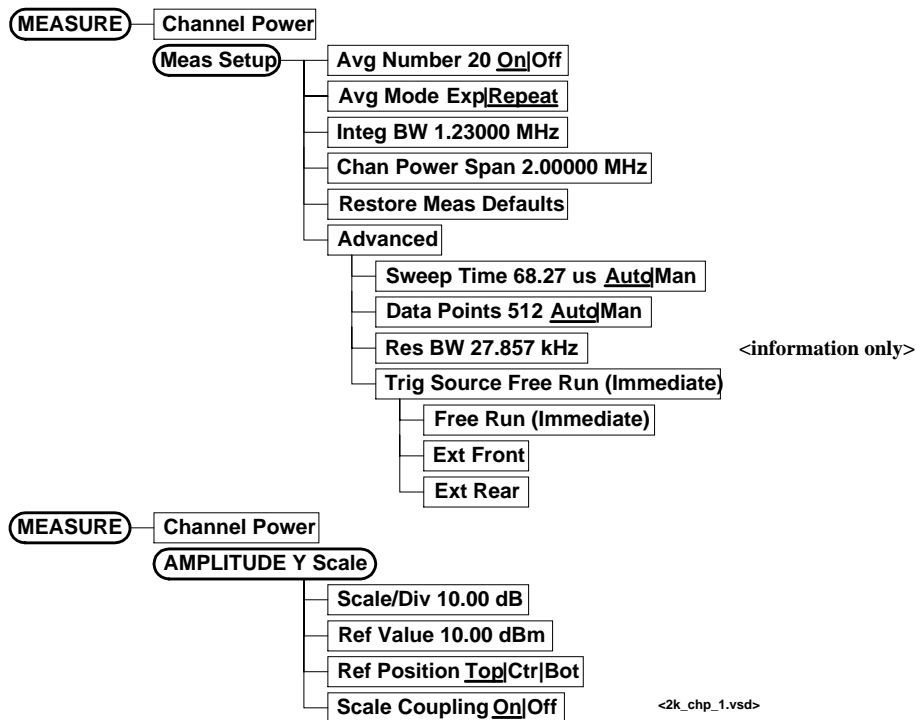 MEASURE Channel Power
Meas Setup Avg Number 20 On|Off
Avg Mode Exp|Repeat
Integ BW 1.23000 MHz
Chan Power Span 2.00000 MHz
Restore Meas Defaults
Advanced
Sweep Time 68.27 us Auto|Man
Data Points 512 Auto|Man
Res BW 27.857 kHz <information only>
Trig Source Free Run (Immediate)
Free Run (Immediate)
Ext Front
Ext Rear
MEASURE Channel Power
AMPLITUDE Y Scale
Scale/Div 10.00 dB
Ref Value 10.00 dBm
Ref Position Top|Ctr|Bot
Scale Coupling On|Off <2k_chp_1.vsd>